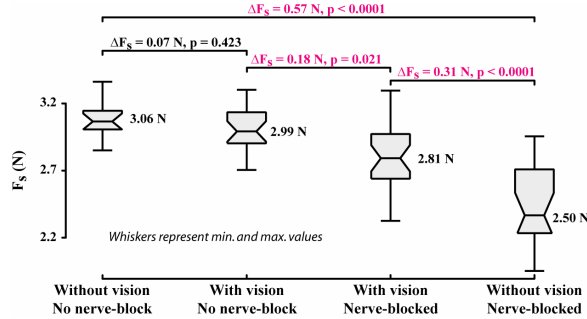 ΔFs = 0.57 N, p < 0.0001
ΔFs = 0.07 N, p = 0.423
ΔFs = 0.18 N, p = 0.021
ΔFs = 0.31 N, p < 0.0001
Fs (N)
3.2
2.7
2.2
3.06 N
2.99 N
2.81 N
2.50 N
Whiskers represent min. and max. values
Without vision
No nerve-block
With vision
No nerve-block
With vision
Nerve-blocked
Without vision
Nerve-blocked